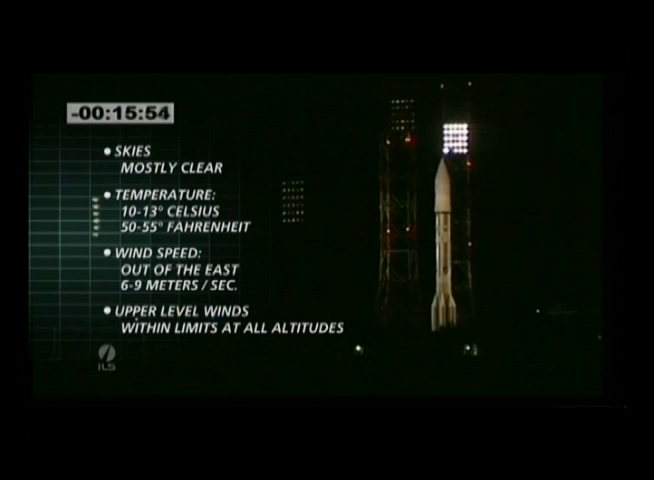 -00:15:54
• SKIES
MOSTLY CLEAR
• TEMPERATURE:
10-13° CELSIUS
50-55° FAHRENHEIT
• WIND SPEED:
OUT OF THE EAST
6-9 METERS / SEC.
• UPPER LEVEL WINDS
WITHIN LIMITS AT ALL ALTITUDES
ILS